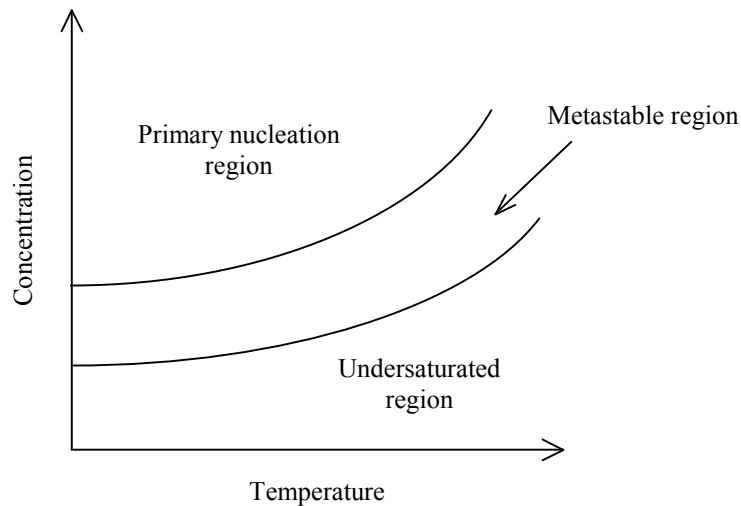 Metastable region
Primary nucleation
region
Concentration
Undersaturated
region
Temperature